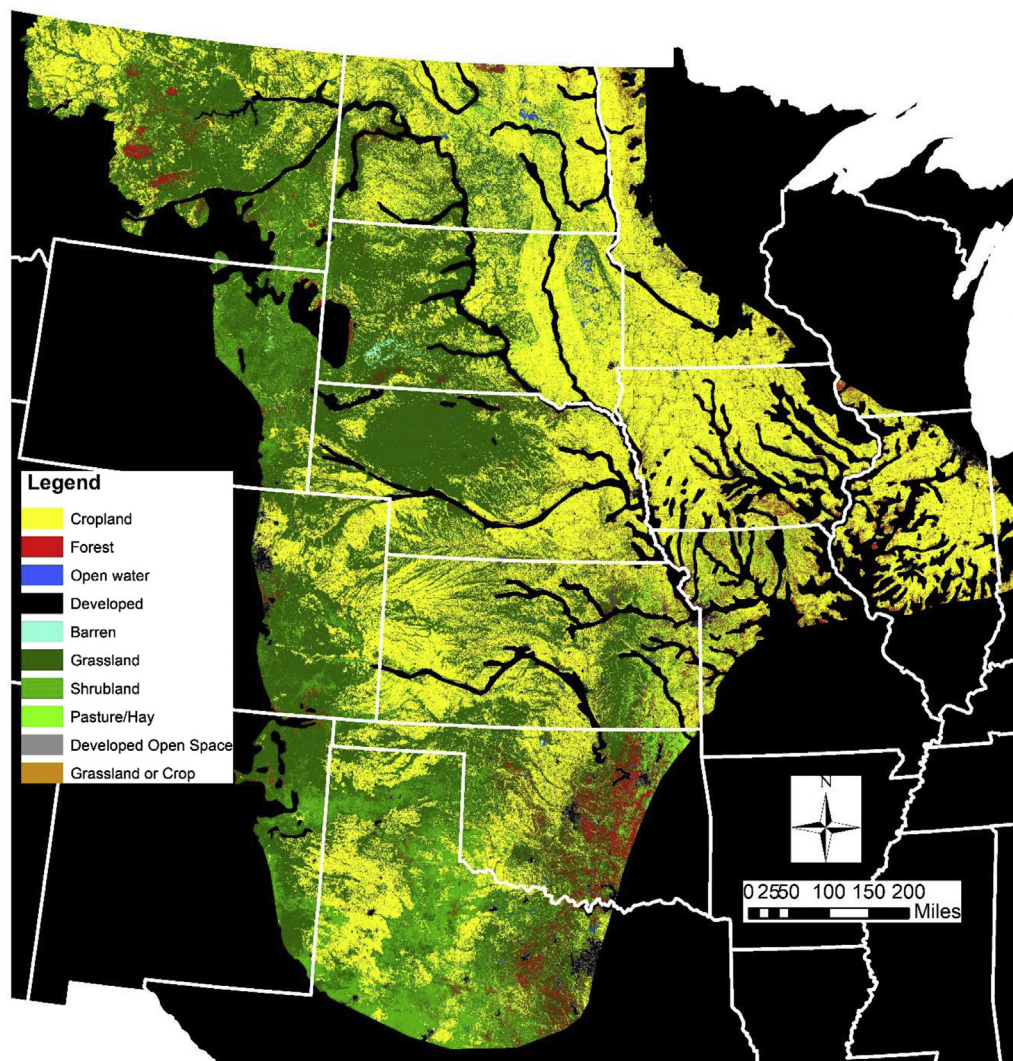 Legend
Cropland
Forest
Open water
Developed
Barren
Grassland
Shrubland
Pasture/Hay
Developed Open Space
Grassland or Crop
N
0 25 50 100 150 200
Miles